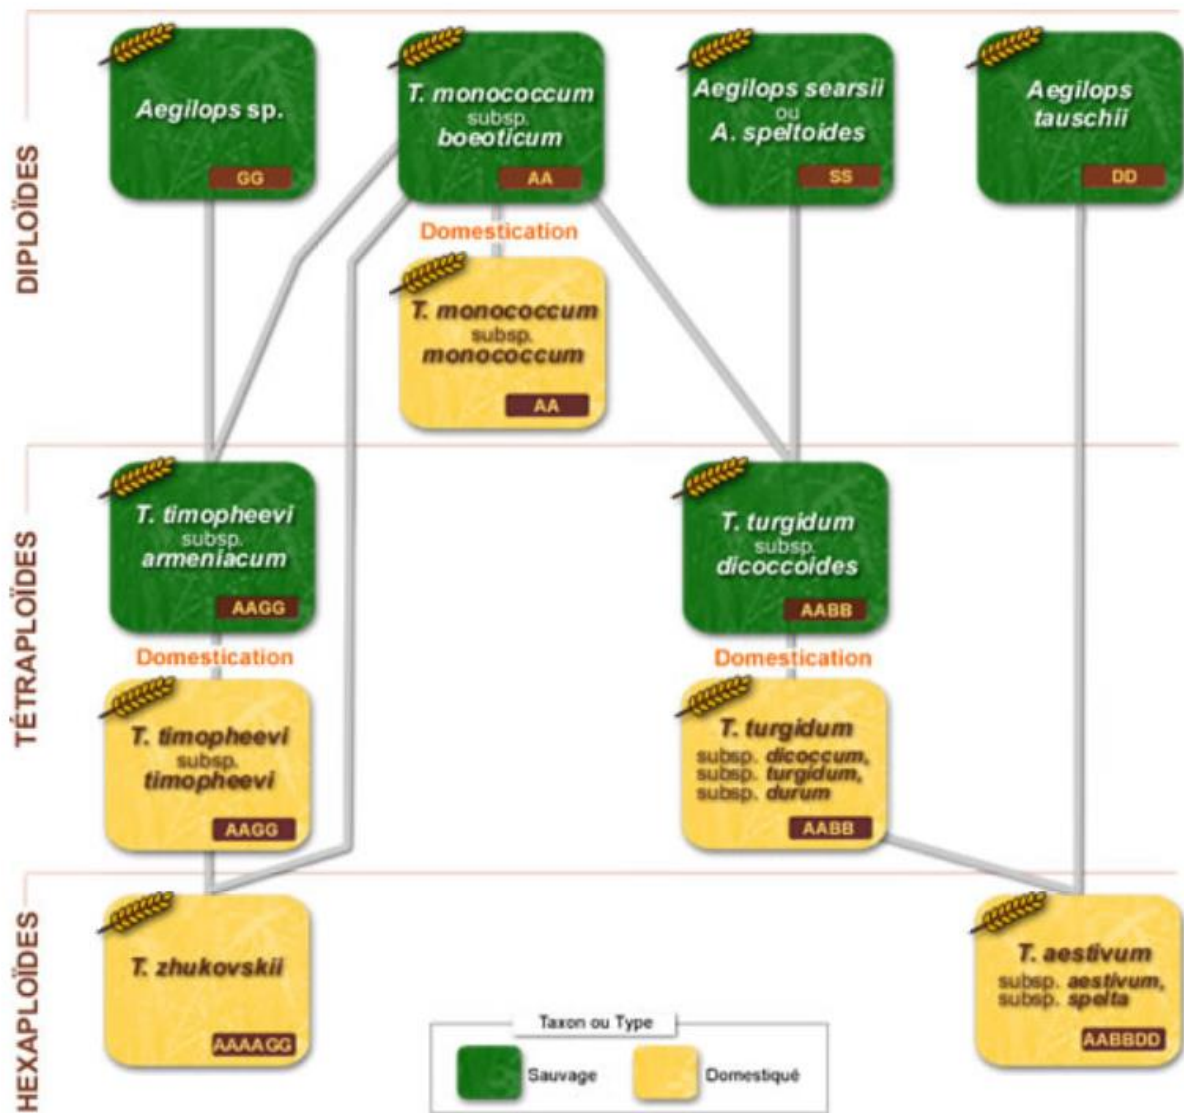 DIPLOÏDES
Aegilops sp.
GG
T. monococcum
subsp.
boeoticum
AA
Aegilops searsii
ou
A. speltoides
SS
Aegilops
tauschii
DD
Domestication
T. monococcum
subsp.
monococcum
AA
TÉTRAPLOÏDES
T. timopheevi
subsp.
armeniacum
AAGG
T. turgidum
subsp.
dicoccoides
AABB
Domestication
Domestication
T. timopheevi
subsp.
timopheevi
AAGG
T. turgidum
subsp. dicoccum,
subsp. turgidum,
subsp. durum
AABB
HEXAPLOÏDES
T. zhukovskii
AAAAGG
T. aestivum
subsp. aestivum,
subsp. spelta
AABBDD
Taxon ou Type
Sauvage
Domestiqué